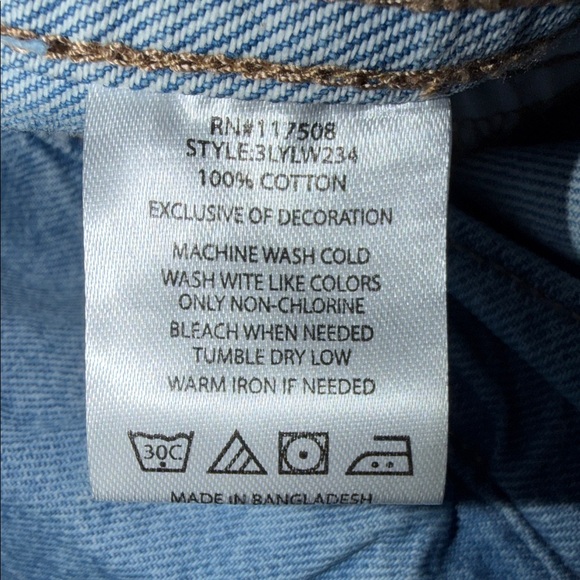 RN#117508
STYLE:3LYLW234
100% COTTON
EXCLUSIVE OF DECORATION
MACHINE WASH COLD
WASH WITE LIKE COLORS
ONLY NON-CHLORINE
BLEACH WHEN NEEDED
TUMBLE DRY LOW
WARM IRON IF NEEDED
30C
MADE IN BANGLADESH